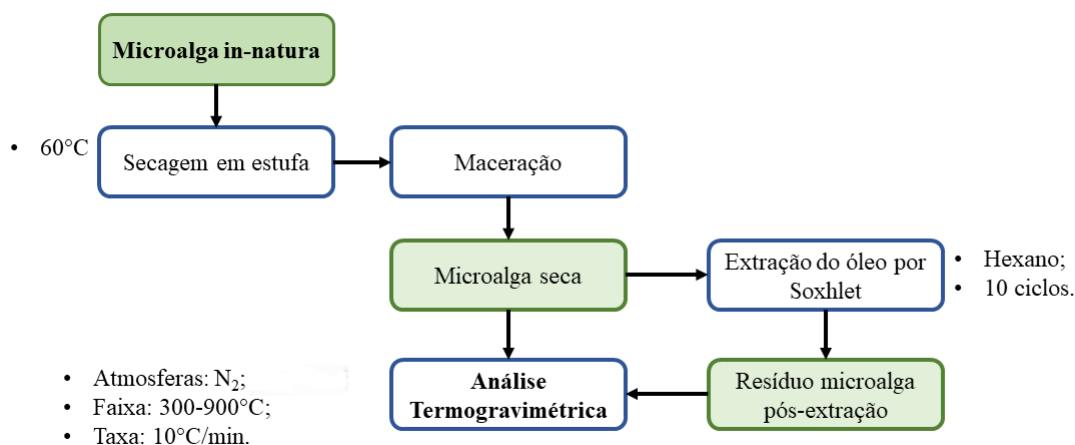 Microalga in-natura
• 60°C
Secagem em estufa
Maceração
Microalga seca
Extração do óleo por
Soxhlet
• Hexano;
• 10 ciclos.
• Atmosferas: N₂;
• Faixa: 300-900°C;
• Taxa: 10°C/min.
Análise
Termogravimétrica
Resíduo microalga
pós-extração